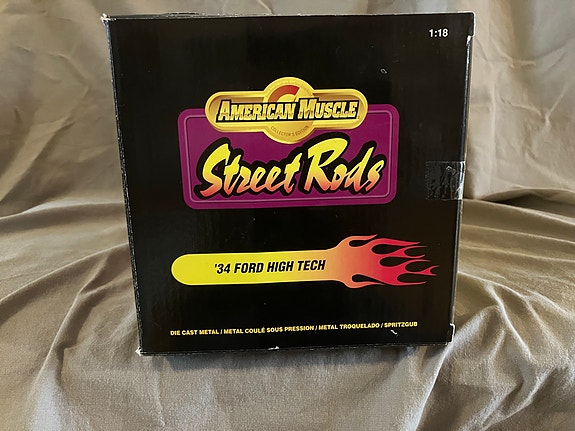 1:18
AMERICAN MUSCLE
COLLECTOR'S EDITION
Street Rods
'34 FORD HIGH TECH
DIE CAST METAL / METAL COULÉ SOUS PRESSION / METAL TROQUELADO / SPRITZGUB